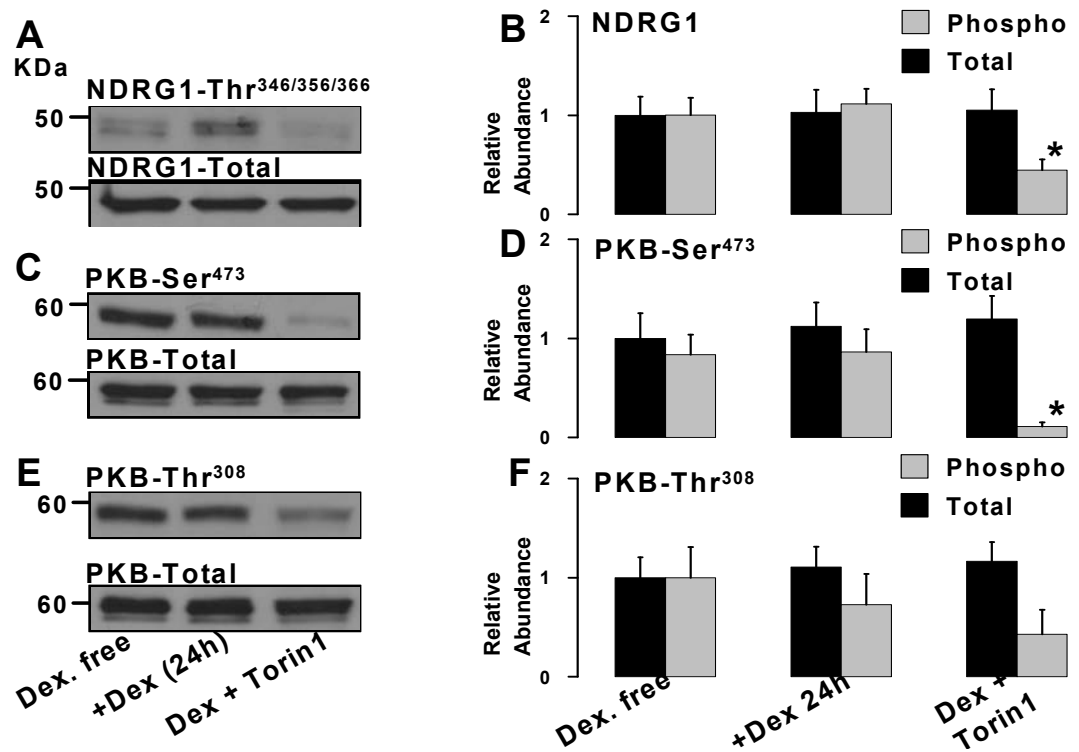 A
KDa
NDRG1-Thr346/356/366
50
NDRG1-Total
50
C
PKB-Ser473
60
PKB-Total
60
E
PKB-Thr308
60
PKB-Total
60
Dex. free
+Dex (24h)
Dex + Torin1
B
NDRG1
Phospho
Total
2
1
0
Relative
Abundance
*
D
PKB-Ser473
Phospho
Total
2
1
0
Relative
Abundance
*
F
PKB-Thr308
Phospho
Total
2
1
0
Relative
Abundance
Dex. free
+Dex 24h
Dex +
Torin1